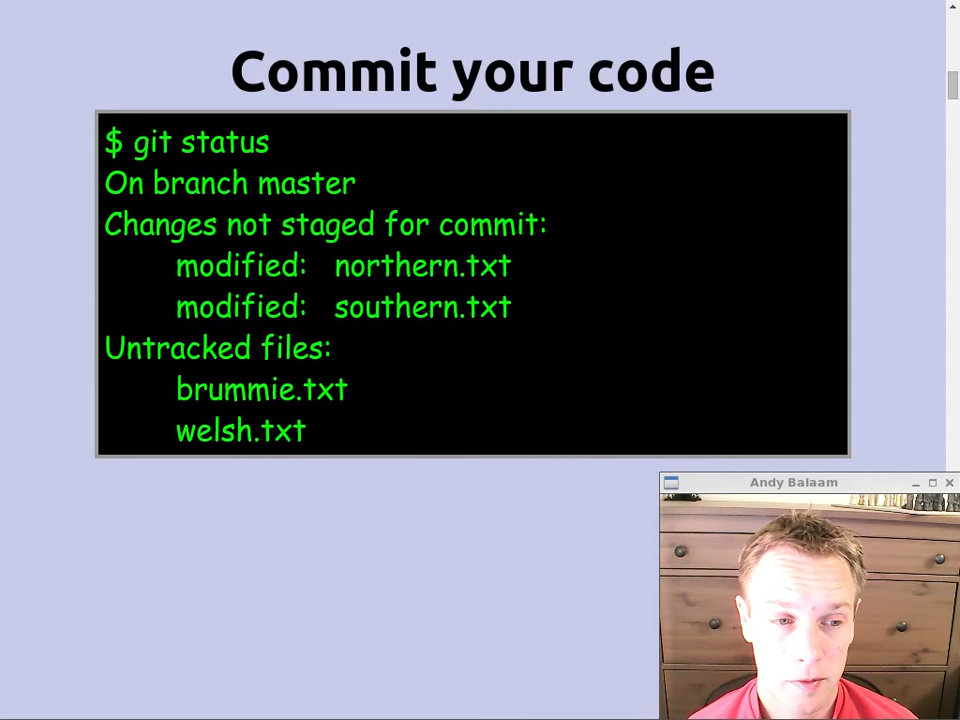 Commit your code
$ git status
On branch master
Changes not staged for commit:
modified: northern.txt
modified: southern.txt
Untracked files:
brummie.txt
welsh.txt
Andy Balaam